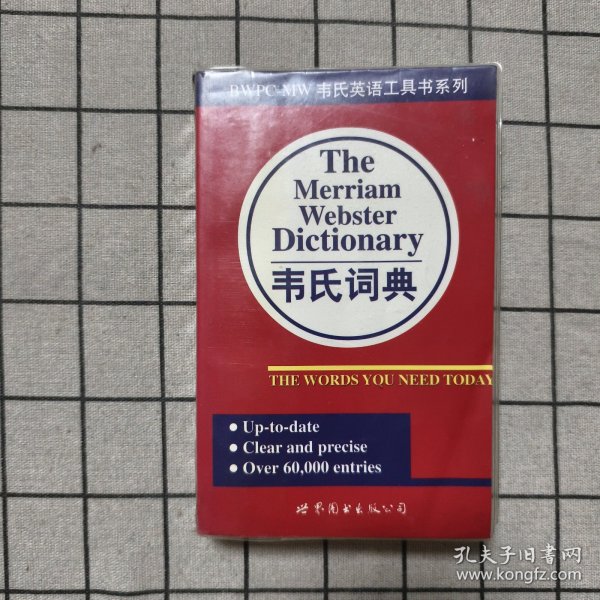 BWPC-MW 韦氏英语工具书系列
The
Merriam
Webster
Dictionary
韦氏词典
THE WORDS YOU NEED TODAY
● Up-to-date
● Clear and precise
● Over 60,000 entries
世界图书出版公司
孔夫子旧书网
www.kongfz.com